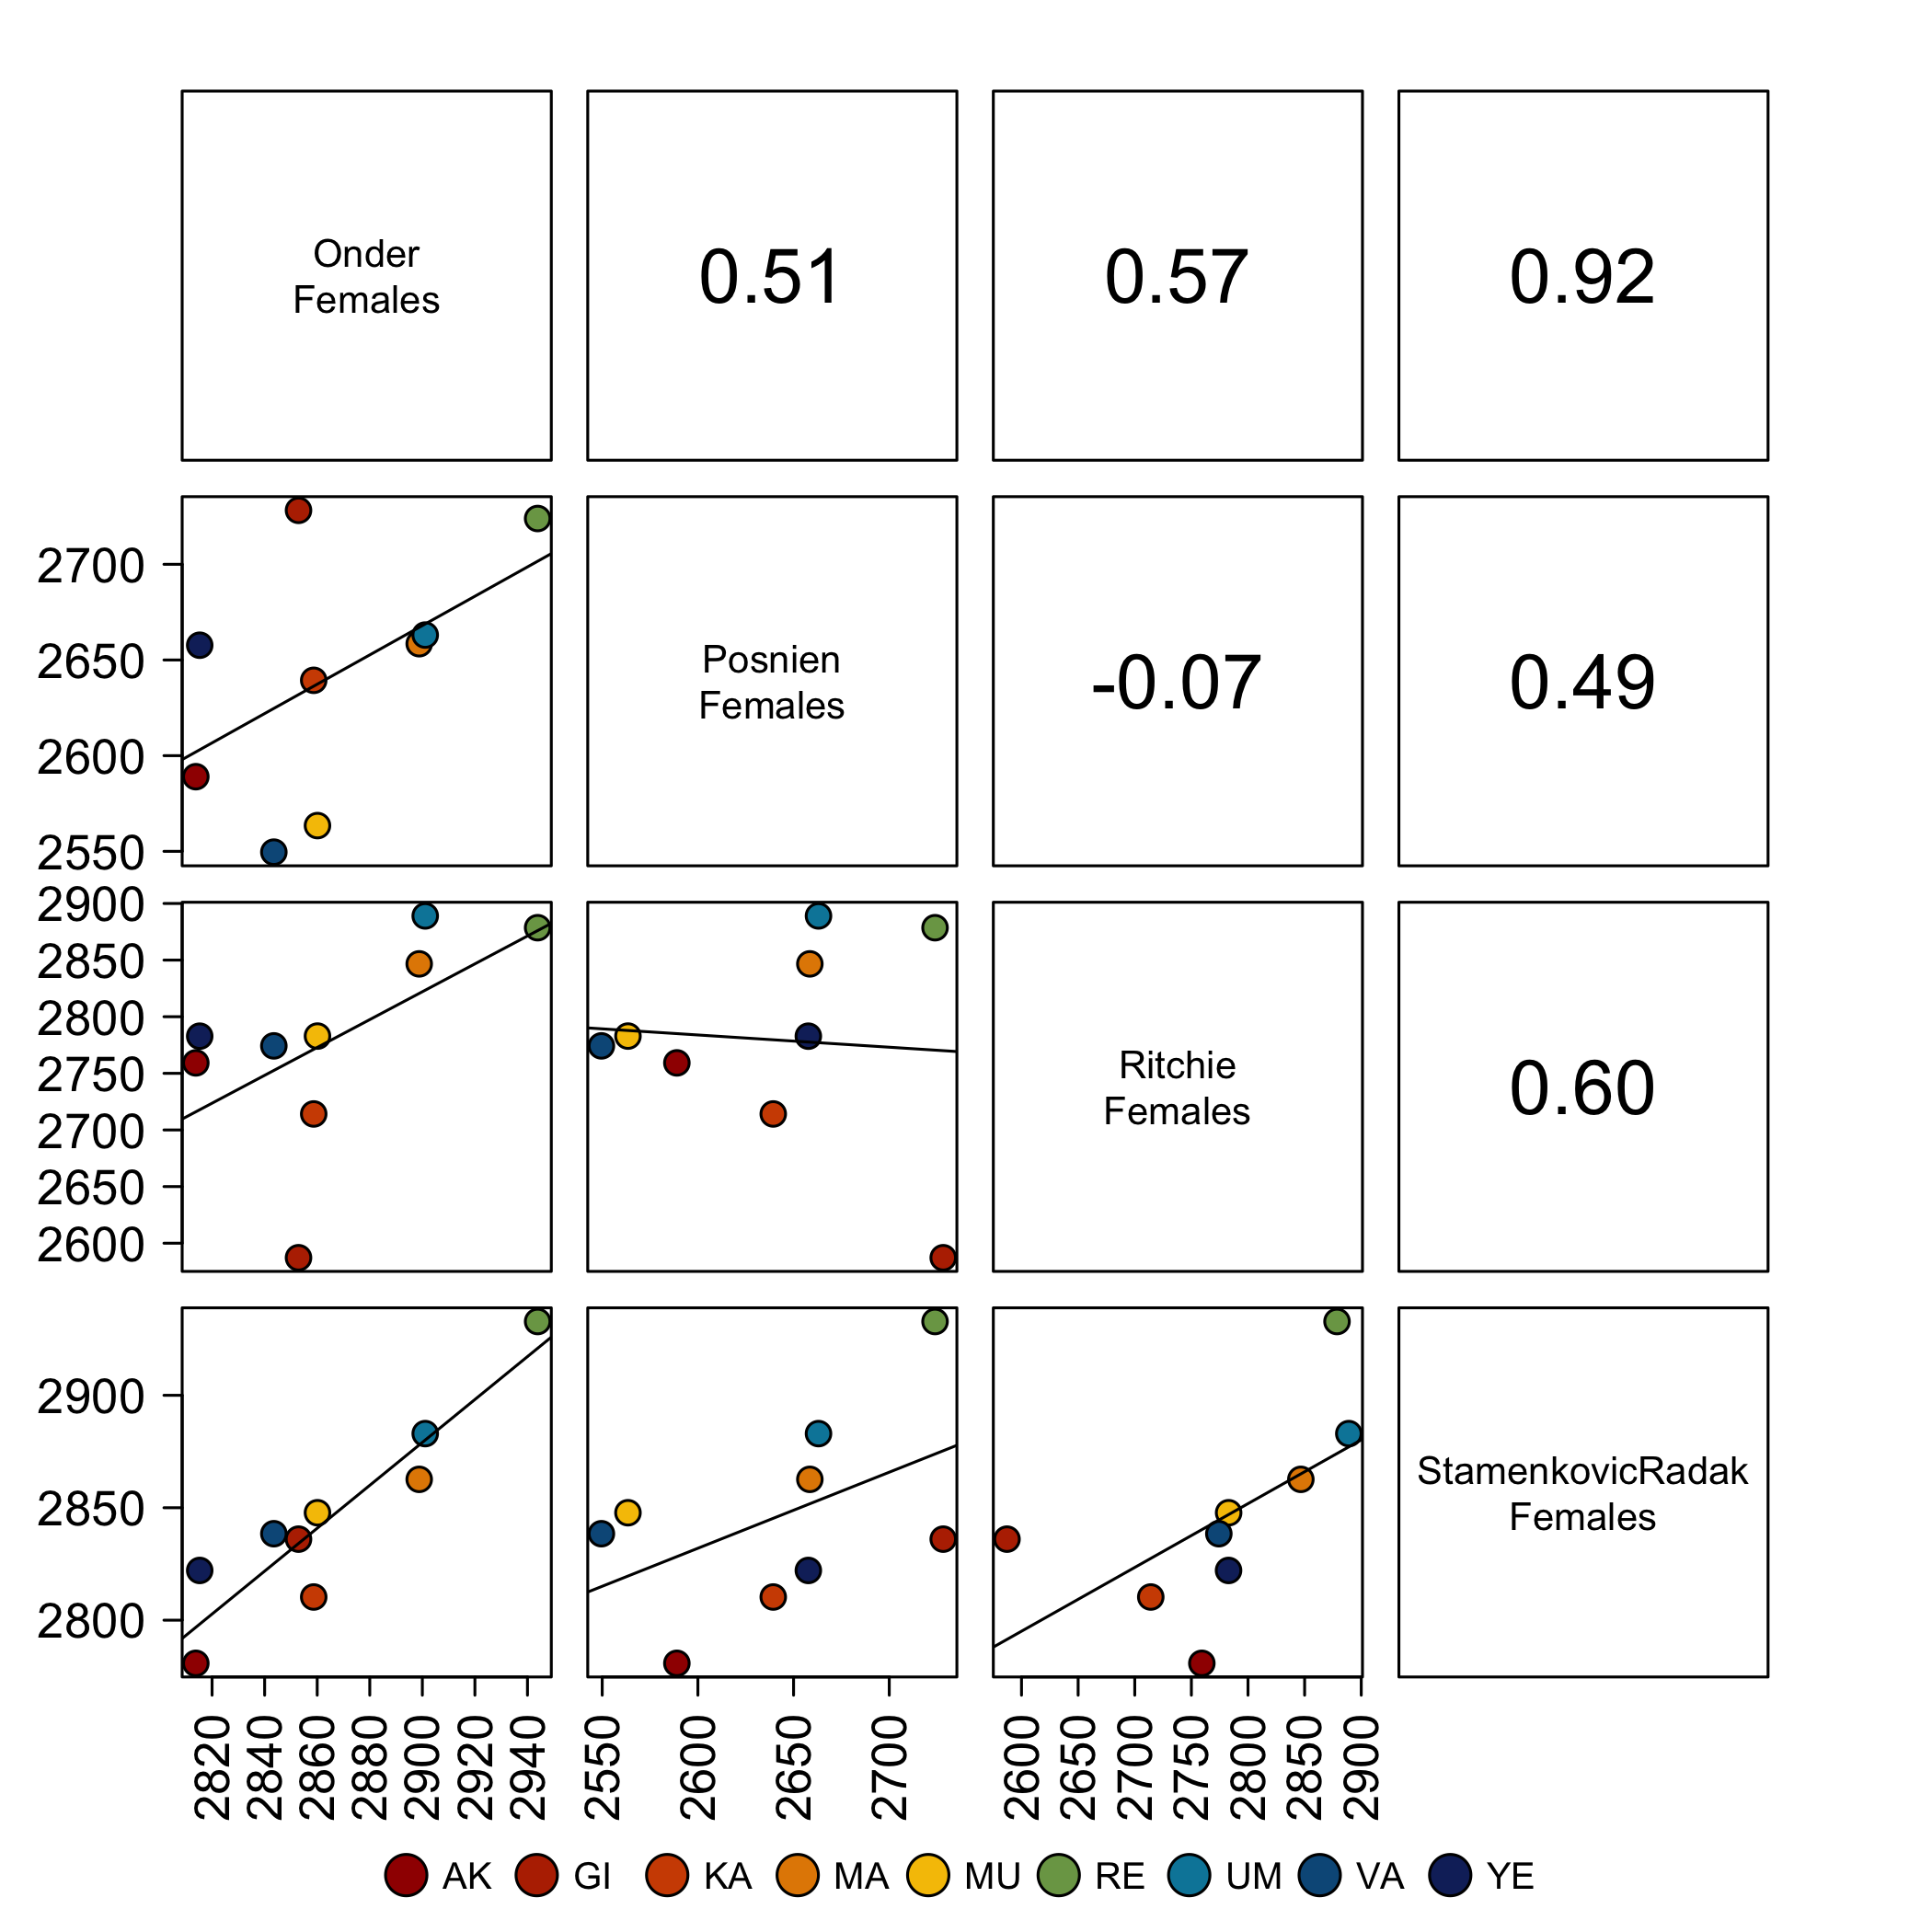 Onder
Females
0.51
0.57
0.92
2700
2650
2600
2550
Posnien
Females
-0.07
0.49
2900
2850
2800
2750
2700
2650
2600
Ritchie
Females
0.60
2900
2850
2800
StamenkovicRadak
Females
2820 2840 2860 2880 2900 2920 2940
2550 2600 2650 2700
2600 2650 2700 2750 2800 2850 2900
AK GI KA MA MU RE UM VA YE